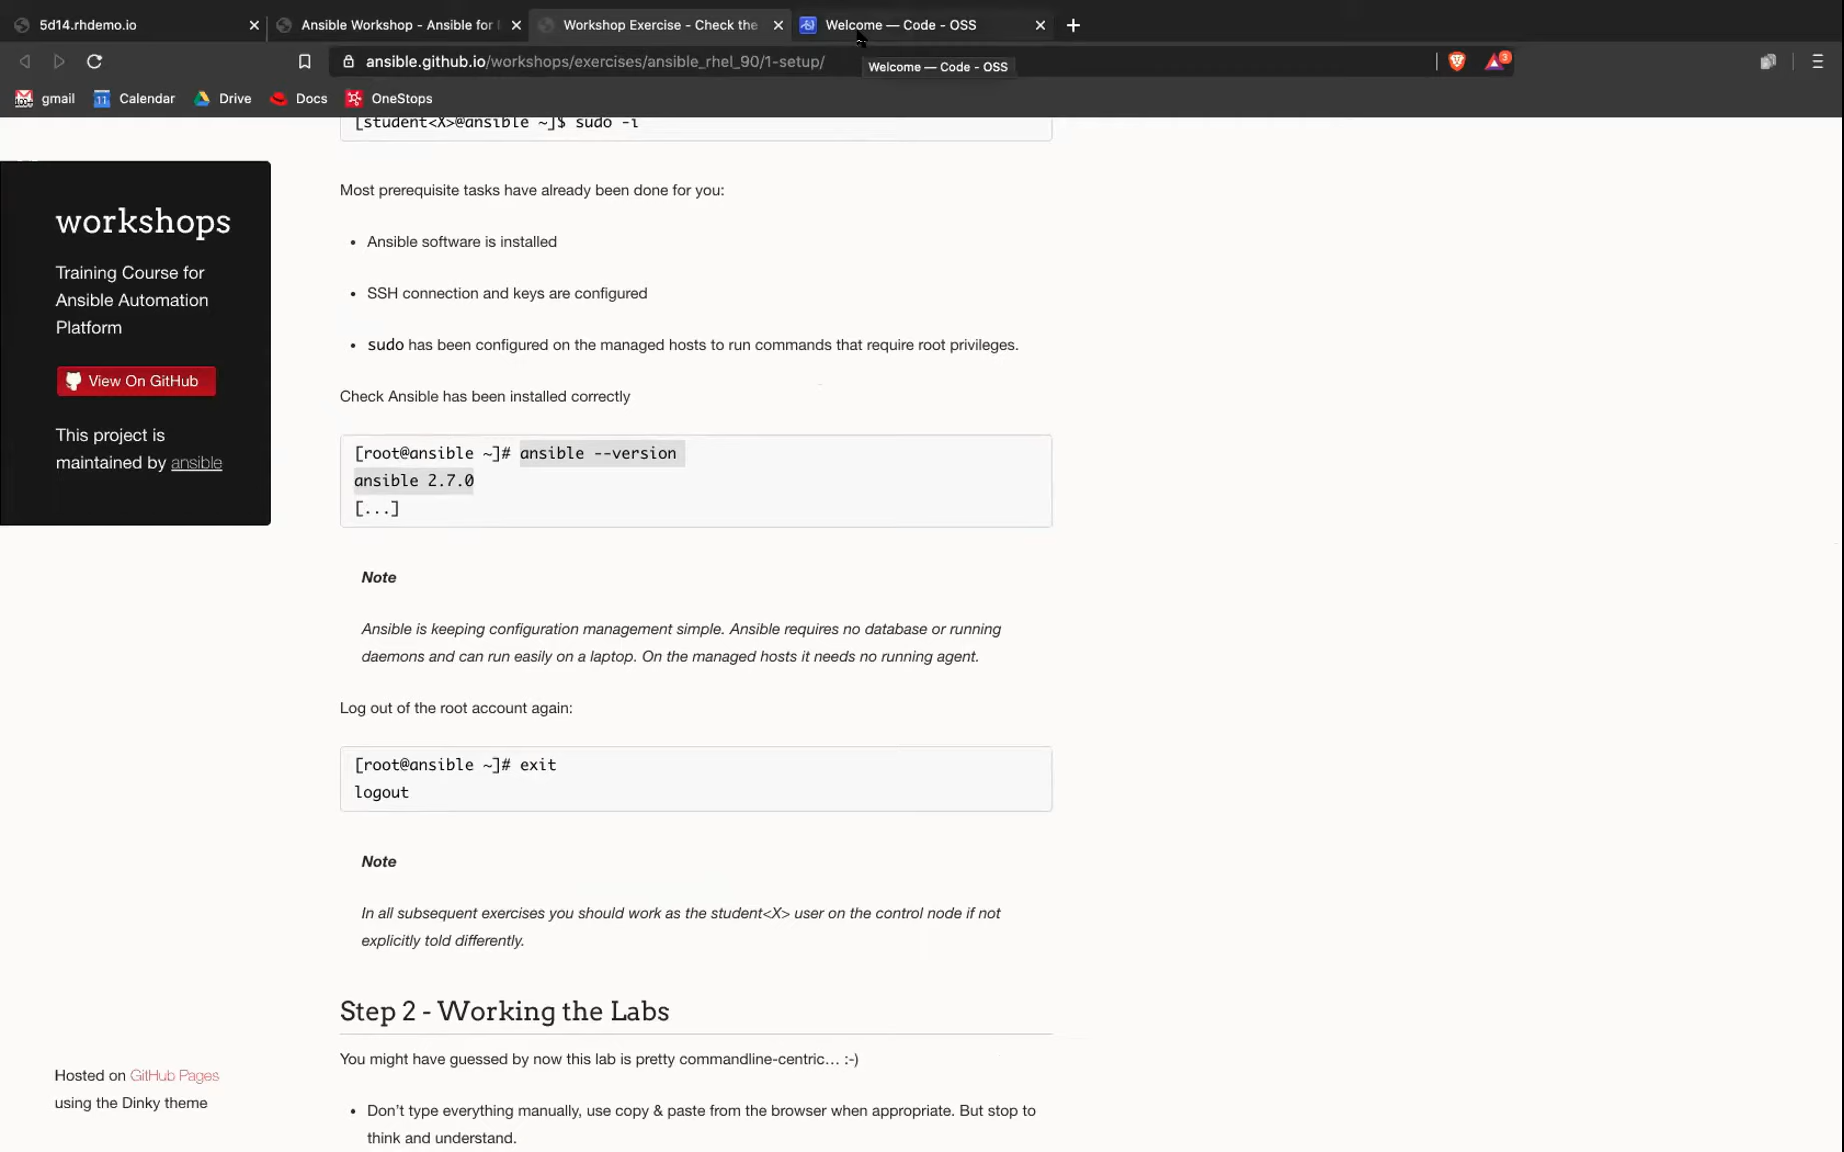 5d14.rhdemo.io
Ansible Workshop - Ansible for
Workshop Exercise - Check the
Welcome — Code - OSS
ansible.github.io/workshops/exercises/ansible_rhel_90/1-setup/
Welcome — Code - OSS
3
gmail
Calendar
Drive
Docs
OneStops
[student<X>@ansible ~]$ sudo -i
workshops
Training Course for
Ansible Automation
Platform
View On GitHub
This project is
maintained by ansible
Most prerequisite tasks have already been done for you:
• Ansible software is installed
• SSH connection and keys are configured
• sudo has been configured on the managed hosts to run commands that require root privileges.
Check Ansible has been installed correctly
[root@ansible ~]# ansible --version
ansible 2.7.0
[...]
Note
Ansible is keeping configuration management simple. Ansible requires no database or running
daemons and can run easily on a laptop. On the managed hosts it needs no running agent.
Log out of the root account again:
[root@ansible ~]# exit
logout
Note
In all subsequent exercises you should work as the student<X> user on the control node if not
explicitly told differently.
Step 2 - Working the Labs
You might have guessed by now this lab is pretty commandline-centric… :-)
• Don’t type everything manually, use copy & paste from the browser when appropriate. But stop to
think and understand.
Hosted on GitHub Pages
using the Dinky theme